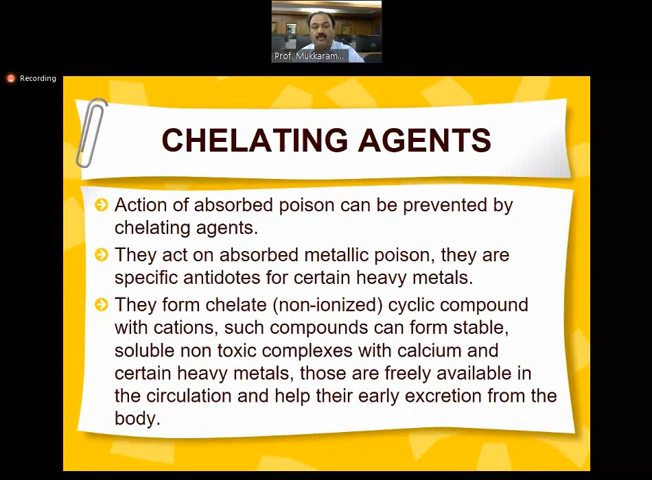 Prof. Mukkaram...
Recording
CHELATING AGENTS
Action of absorbed poison can be prevented by
chelating agents.
They act on absorbed metallic poison, they are
specific antidotes for certain heavy metals.
They form chelate (non-ionized) cyclic compound
with cations, such compounds can form stable,
soluble non toxic complexes with calcium and
certain heavy metals, those are freely available in
the circulation and help their early excretion from the
body.